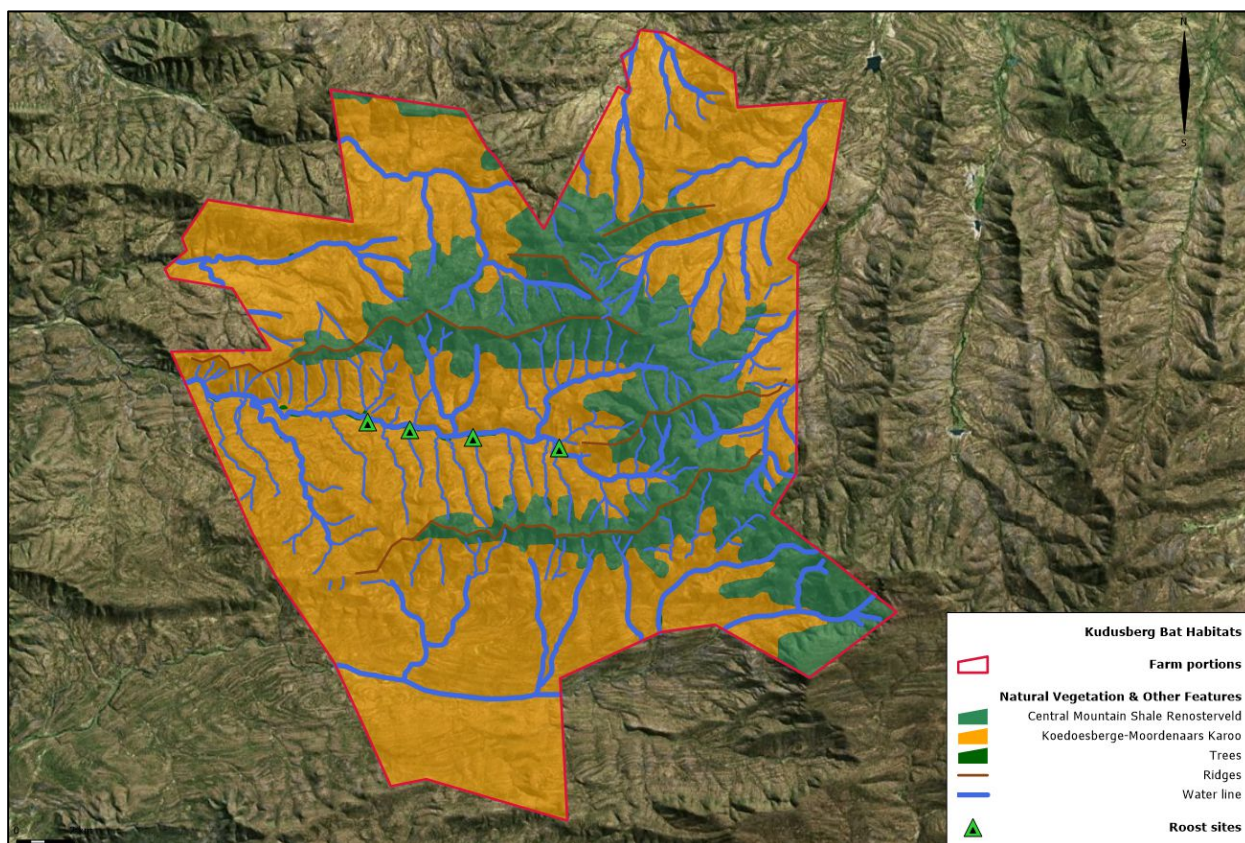 N
S
Kudusberg Bat Habitats
Farm portions
Natural Vegetation & Other Features
Central Mountain Shale Renosterveld
Koedoesberge-Moordenaars Karoo
Trees
Ridges
Water line
Roost sites
0